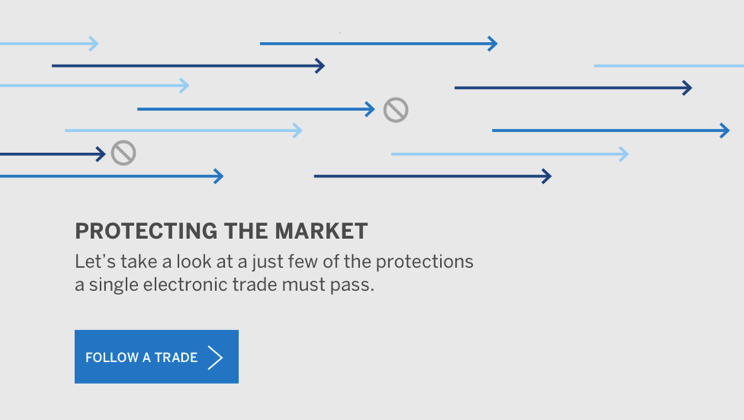 PROTECTING THE MARKET
Let's take a look at a just few of the protections
a single electronic trade must pass.
FOLLOW A TRADE